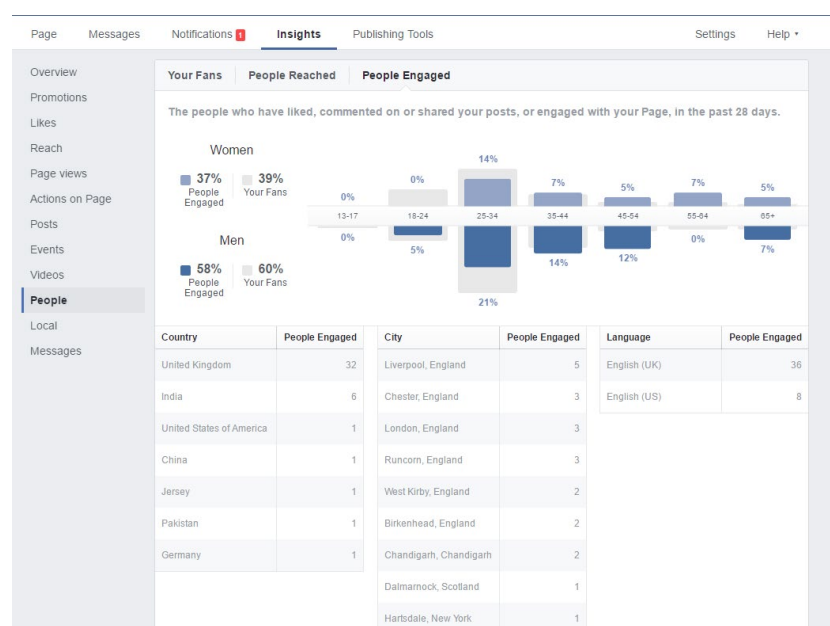 Page Messages Notifications 1 Insights Publishing Tools Settings Help
Overview
Promotions
Likes
Reach
Page views
Actions on Page
Posts
Events
Videos
People
Local
Messages
Your Fans People Reached People Engaged
The people who have liked, commented on or shared your posts, or engaged with your Page, in the past 28 days.
Women
37% 39%
People Engaged Your Fans
0% 0% 14% 7% 5% 7% 5%
13-17 18-24 25-34 35-44 45-54 55-64 65+
Men
58% 60%
People Engaged Your Fans
0% 5% 21% 14% 12% 0% 7%
Country People Engaged
United Kingdom 32
India 6
United States of America 1
China 1
Jersey 1
Pakistan 1
Germany 1
City People Engaged
Liverpool, England 5
Chester, England 3
London, England 3
Runcorn, England 3
West Kirby, England 2
Birkenhead, England 2
Chandigarh, Chandigarh 2
Dalmarnock, Scotland 1
Hartsdale, New York 1
Language People Engaged
English (UK) 36
English (US) 8